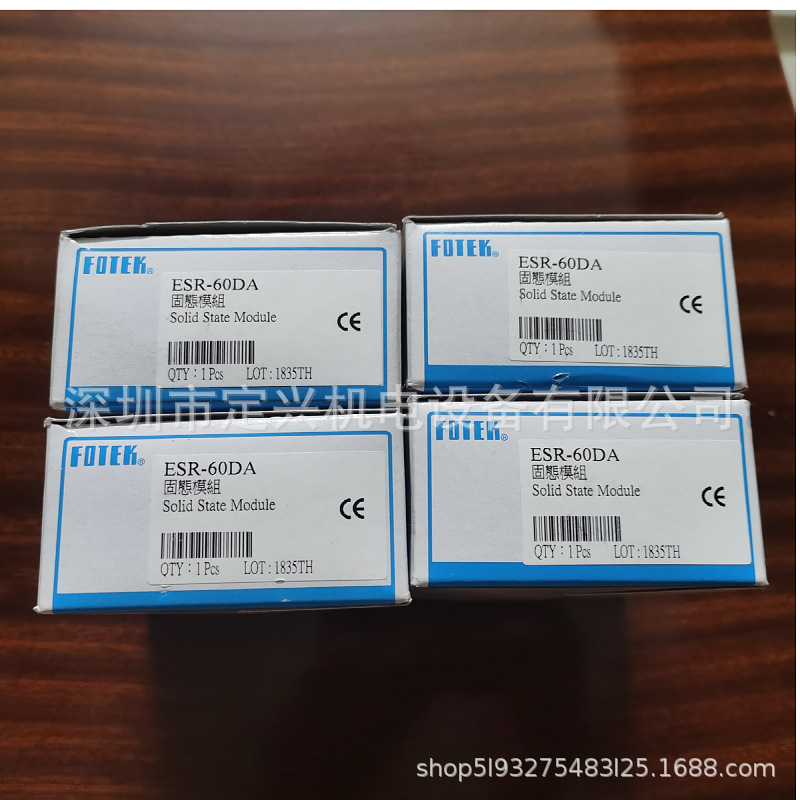 FOTEK®
ESR-60DA
固態模組
Solid State Module
CE
QTY：1 Pcs LOT : 1835TH
FOTEK®
ESR-60DA
固態模組
Solid State Module
CE
QTY：1 Pcs LOT : 1835TH
深圳市定兴机电设备有限公司
FOTEK®
ESR-60DA
固態模組
Solid State Module
CE
QTY：1 Pcs LOT : 1835TH
FOTEK®
ESR-60DA
固態模組
Solid State Module
CE
QTY：1 Pcs LOT : 1835TH
shop5l93275483l25.1688.com